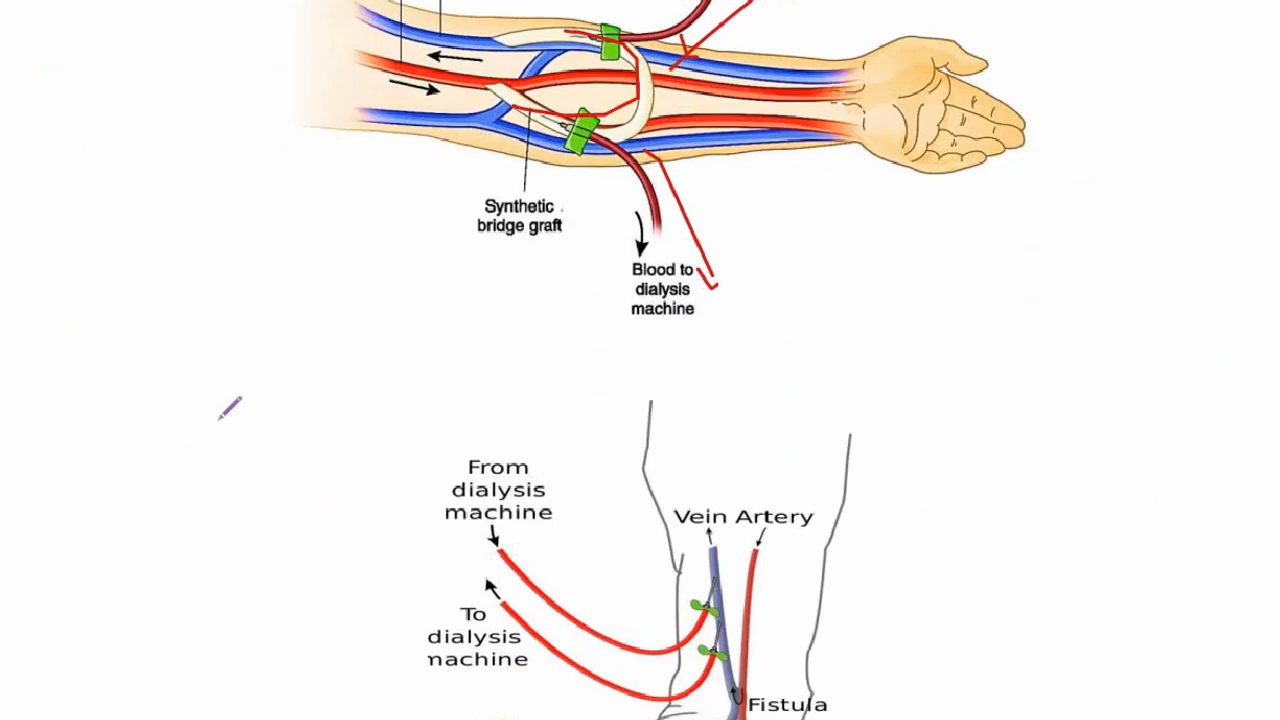 Synthetic
bridge graft
Blood to
dialysis
machine
From
dialysis
machine
Vein Artery
To
dialysis
machine
Fistula